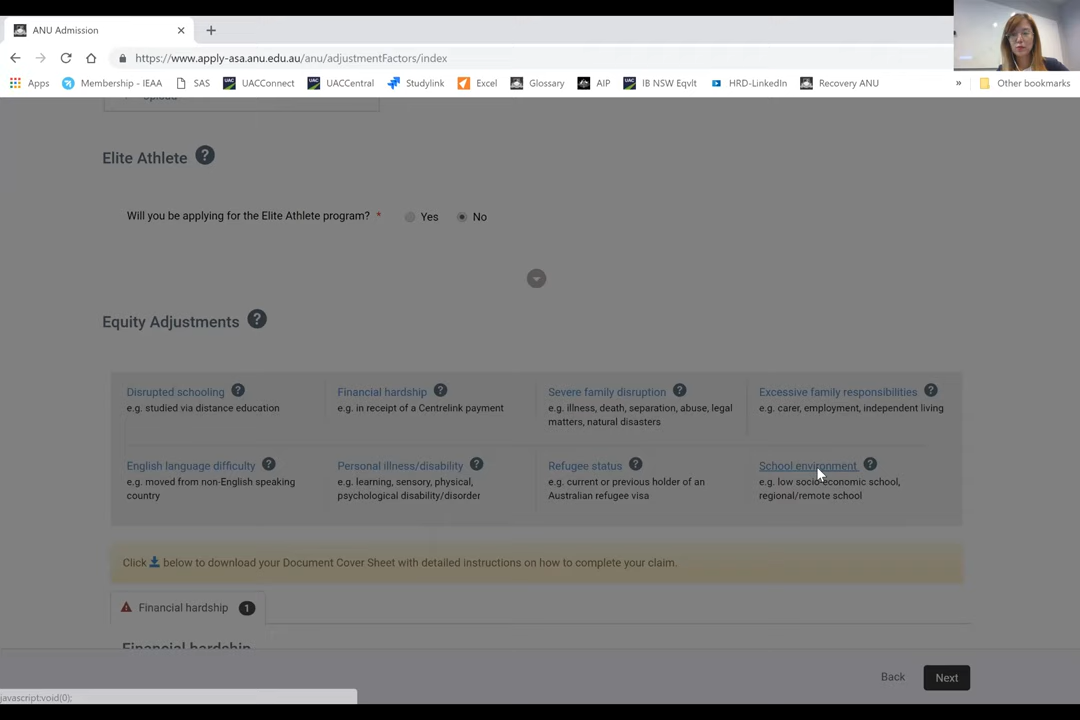 ANU Admission
https://www.apply-asa.anu.edu.au/anu/adjustmentFactors/index
Apps Membership - IEAA SAS UACConnect UACCentral Studylink Excel Glossary AIP IB NSW Eqvlt HRD-LinkedIn Recovery ANU » Other bookmarks
Upload
Elite Athlete ?
Will you be applying for the Elite Athlete program? * Yes No
Equity Adjustments ?
Disrupted schooling ?
e.g. studied via distance education
Financial hardship ?
e.g. in receipt of a Centrelink payment
Severe family disruption ?
e.g. illness, death, separation, abuse, legal
matters, natural disasters
Excessive family responsibilities ?
e.g. carer, employment, independent living
English language difficulty ?
e.g. moved from non-English speaking
country
Personal illness/disability ?
e.g. learning, sensory, physical,
psychological disability/disorder
Refugee status ?
e.g. current or previous holder of an
Australian refugee visa
School environment ?
e.g. low socio-economic school,
regional/remote school
Click below to download your Document Cover Sheet with detailed instructions on how to complete your claim.
Financial hardship 1
Financial hardship
Back Next
javascript:void(0);